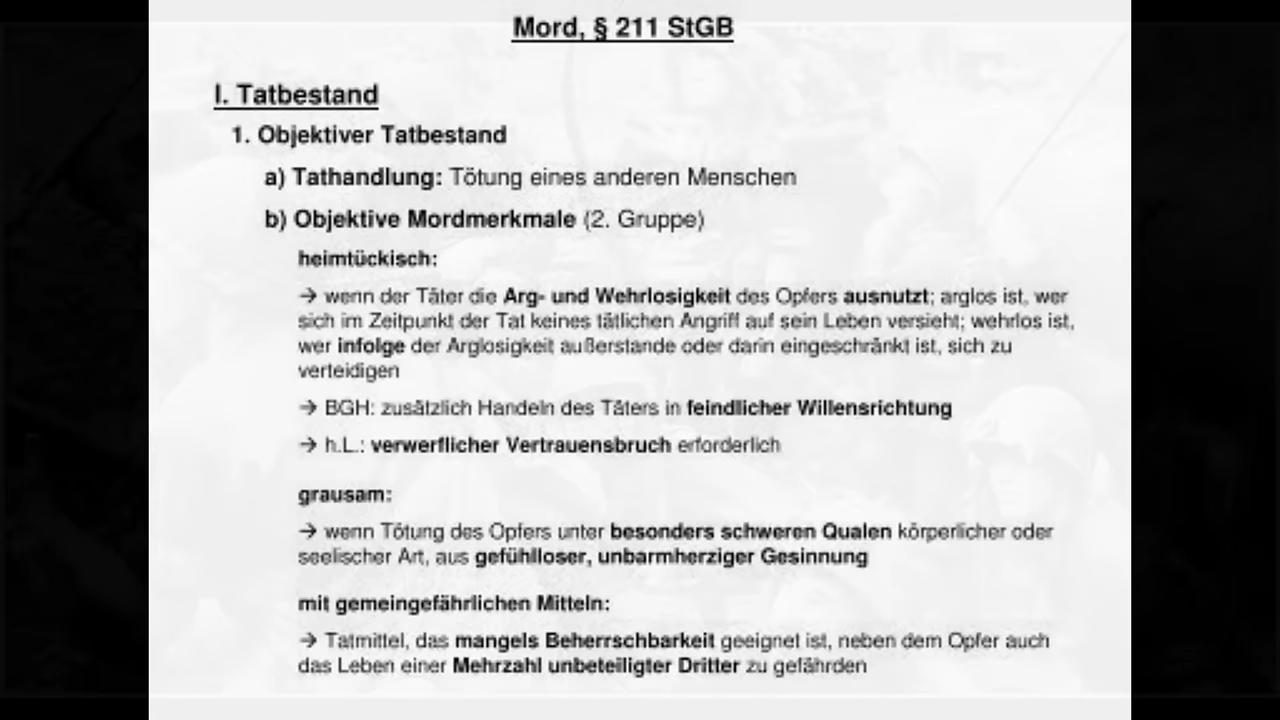 Mord, § 211 StGB
I. Tatbestand
1. Objektiver Tatbestand
a) Tathandlung: Tötung eines anderen Menschen
b) Objektive Mordmerkmale (2. Gruppe)
heimtückisch:
→ wenn der Täter die Arg- und Wehrlosigkeit des Opfers ausnutzt; arglos ist, wer
sich im Zeitpunkt der Tat keines tätlichen Angriff auf sein Leben versieht; wehrlos ist,
wer infolge der Arglosigkeit außerstande oder darin eingeschränkt ist, sich zu
verteidigen
→ BGH: zusätzlich Handeln des Täters in feindlicher Willensrichtung
→ h.L.: verwerflicher Vertrauensbruch erforderlich
grausam:
→ wenn Tötung des Opfers unter besonders schweren Qualen körperlicher oder
seelischer Art, aus gefühlloser, unbarmherziger Gesinnung
mit gemeingefährlichen Mitteln:
→ Tatmittel, das mangels Beherrschbarkeit geeignet ist, neben dem Opfer auch
das Leben einer Mehrzahl unbeteiligter Dritter zu gefährden